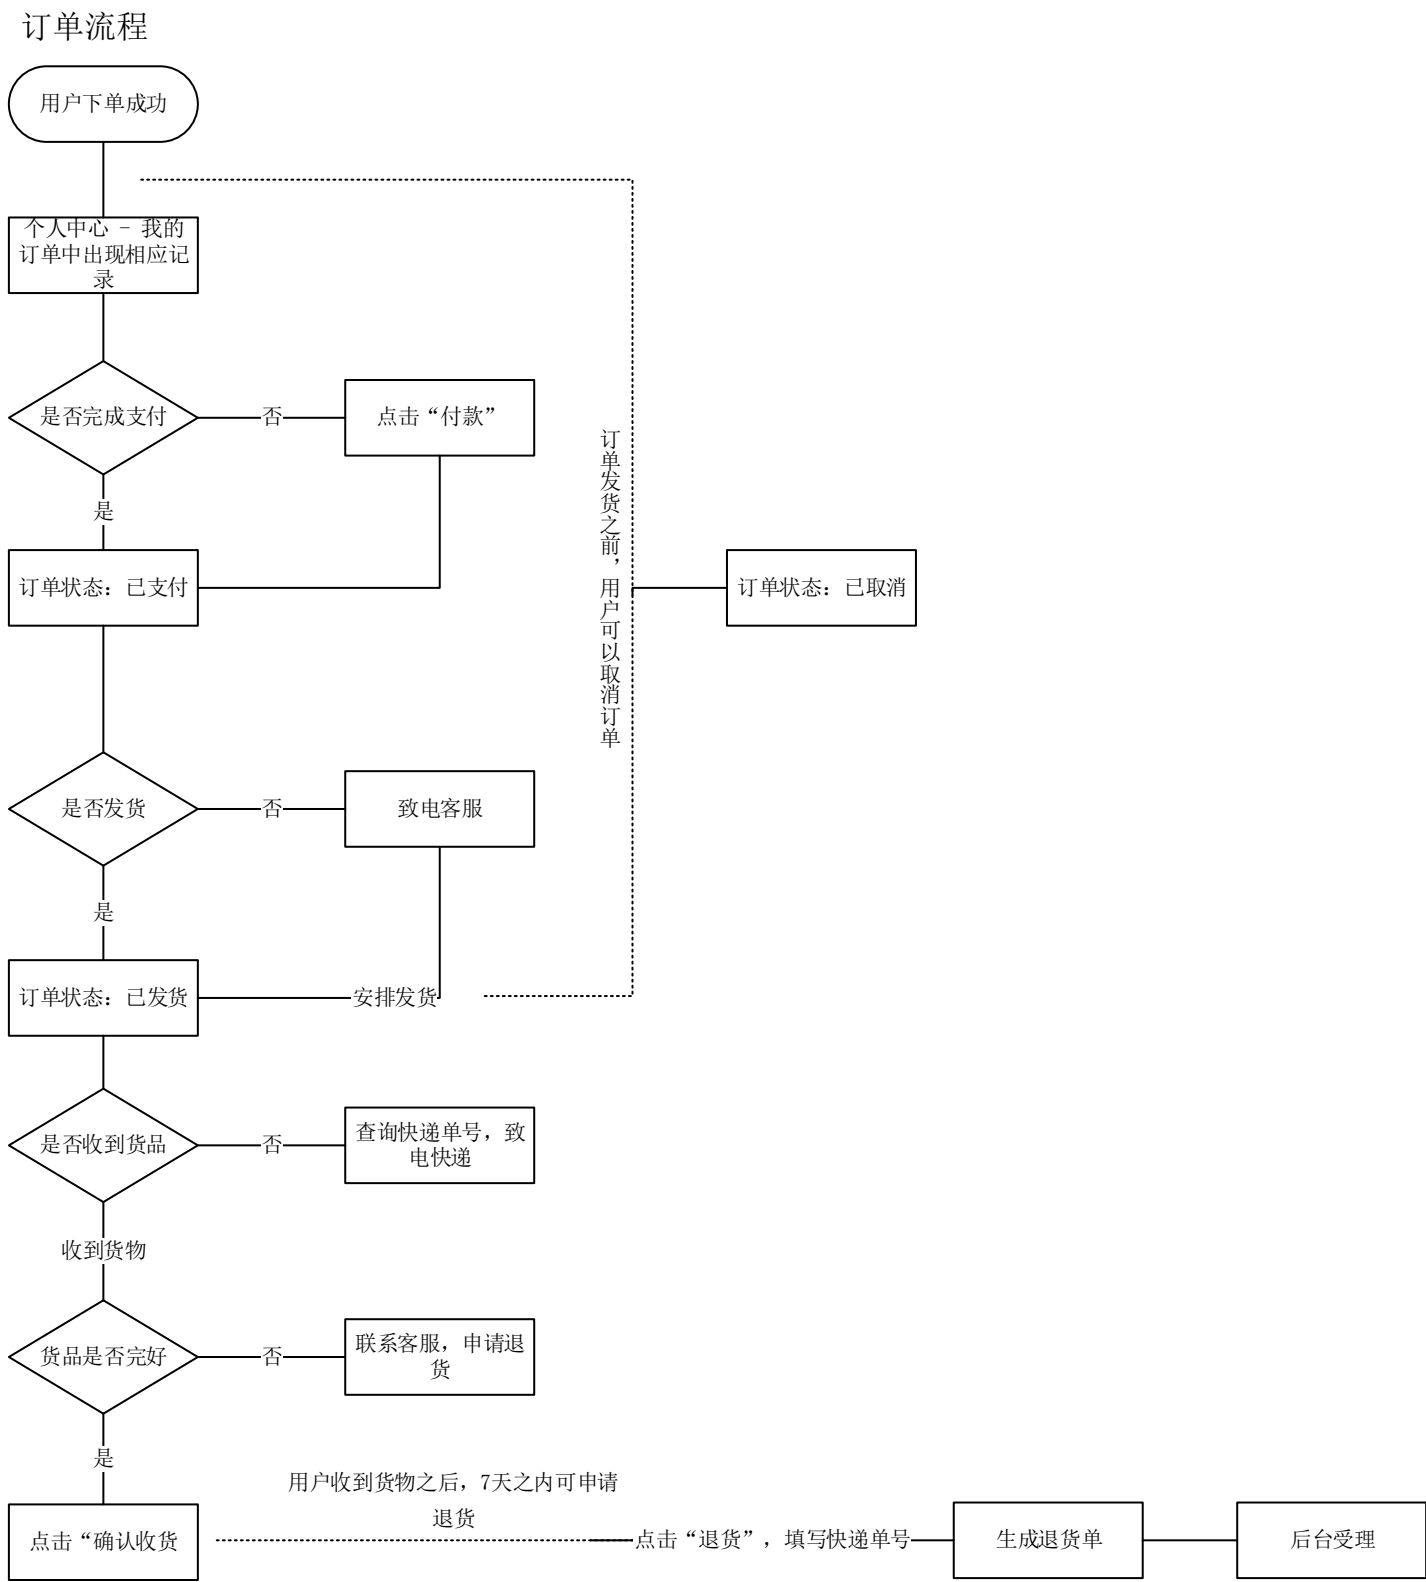 订单流程
用户下单成功
个人中心 - 我的
订单中出现相应记
录
是否完成支付
否
点击“付款”
是
订单状态：已支付
订单发货之前，用户可以取消订单
订单状态：已取消
是否发货
否
致电客服
是
订单状态：已发货
安排发货
是否收到货品
否
查询快递单号，致
电快递
收到货物
货品是否完好
否
联系客服，申请退
货
是
用户收到货物之后，7天之内可申请
退货
点击“确认收货
点击“退货”，填写快递单号
生成退货单
后台受理